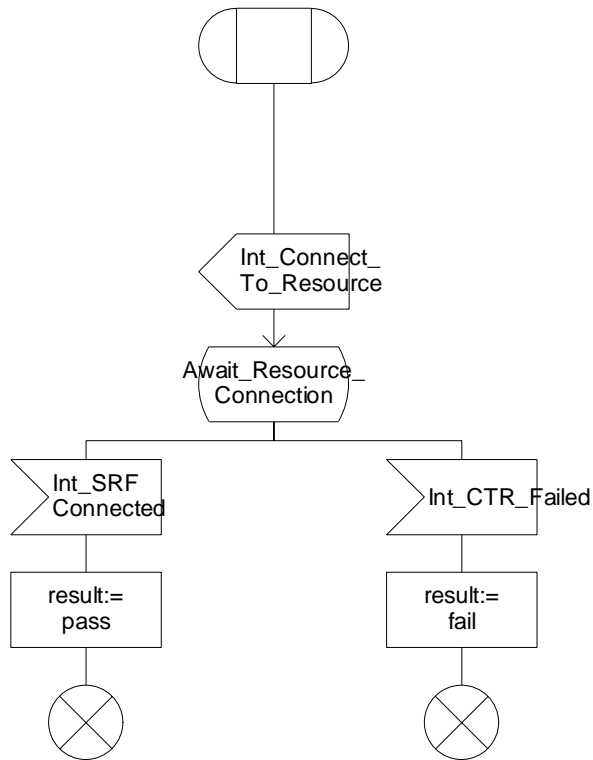 Int_Connect_
To_Resource
Await_Resource_
Connection
Int_SRF
Connected
Int_CTR_Failed
result:=
pass
result:=
fail